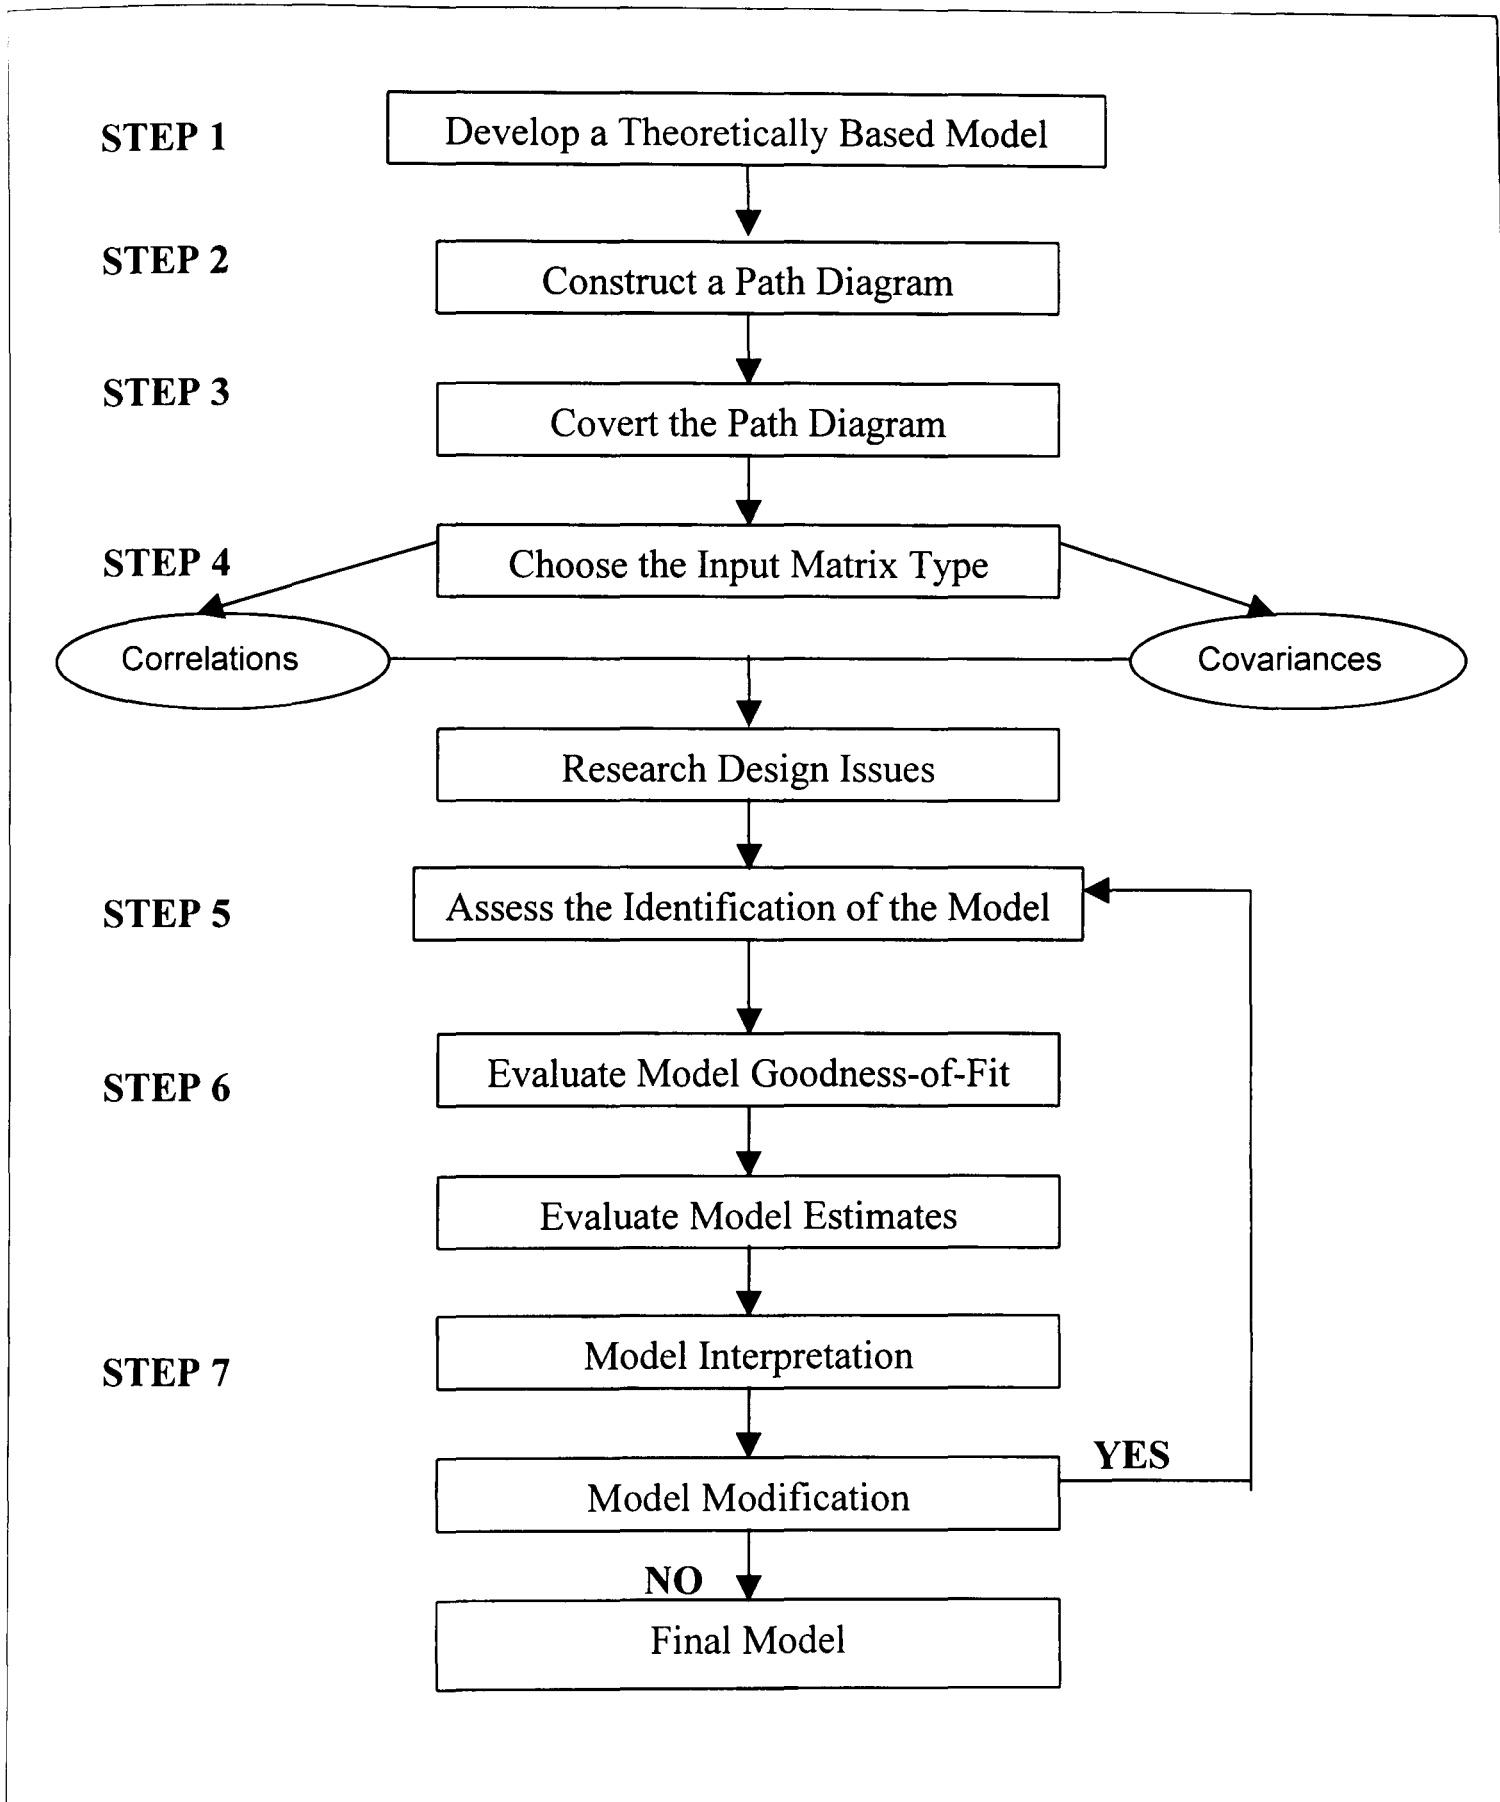 STEP 1
Develop a Theoretically Based Model
STEP 2
Construct a Path Diagram
STEP 3
Covert the Path Diagram
STEP 4
Choose the Input Matrix Type
Correlations
Covariances
Research Design Issues
STEP 5
Assess the Identification of the Model
STEP 6
Evaluate Model Goodness-of-Fit
Evaluate Model Estimates
STEP 7
Model Interpretation
YES
Model Modification
NO
Final Model